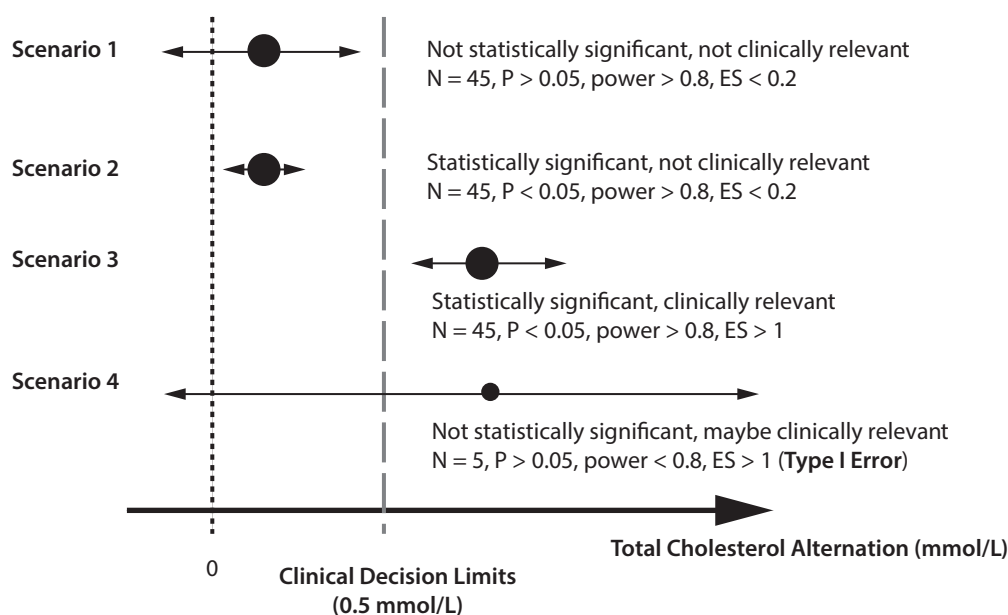 Scenario 1
Not statistically significant, not clinically relevant
N = 45, P > 0.05, power > 0.8, ES < 0.2
Scenario 2
Statistically significant, not clinically relevant
N = 45, P < 0.05, power > 0.8, ES < 0.2
Scenario 3
Statistically significant, clinically relevant
N = 45, P < 0.05, power > 0.8, ES > 1
Scenario 4
Not statistically significant, maybe clinically relevant
N = 5, P > 0.05, power < 0.8, ES > 1 (Type I Error)
Total Cholesterol Alternation (mmol/L)
0
Clinical Decision Limits
(0.5 mmol/L)